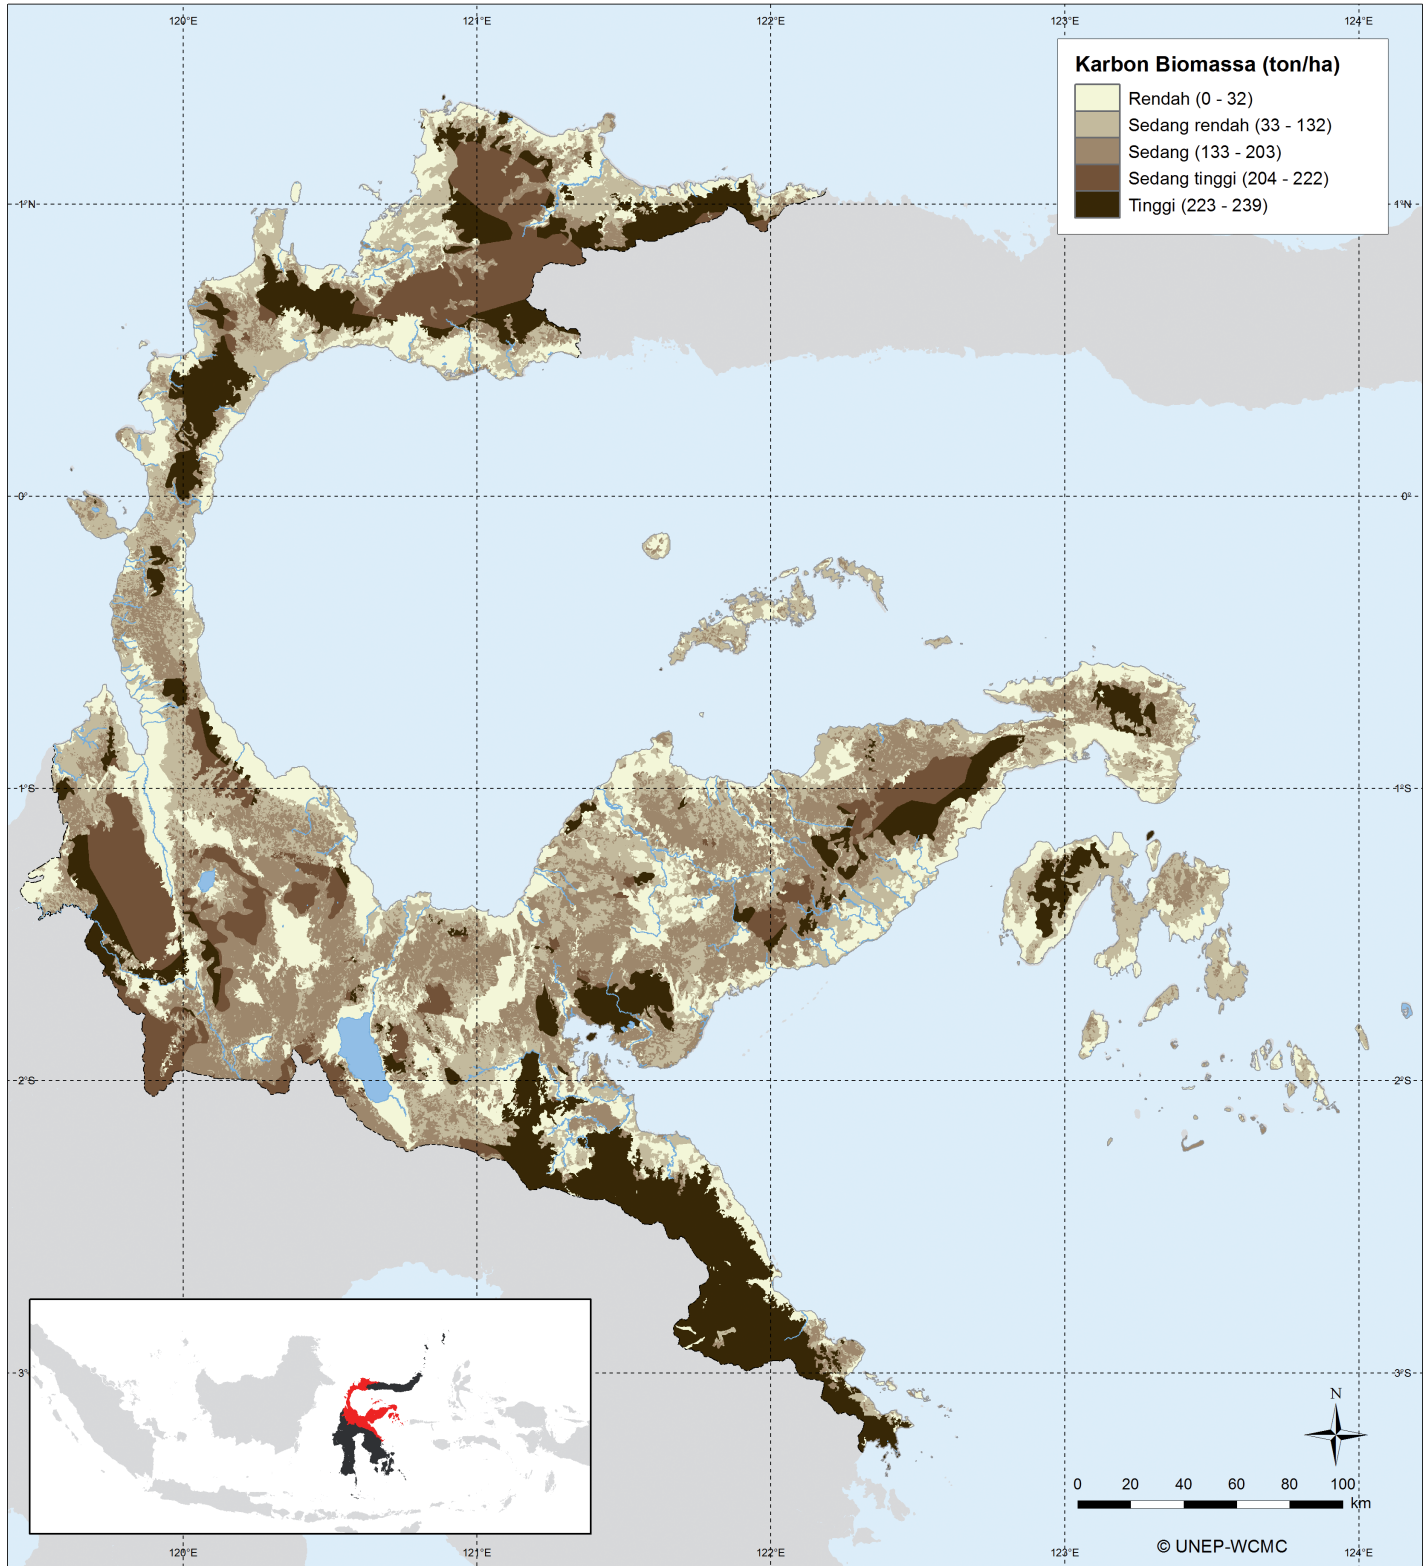 120°E 121°E 122°E 123°E 124°E
Karbon Biomassa (ton/ha)
Rendah (0 - 32)
Sedang rendah (33 - 132)
Sedang (133 - 203)
Sedang tinggi (204 - 222)
Tinggi (223 - 239)
1°N 1°N
0° 0°
1°S 1°S
2°S 2°S
3° 3°S
N
0 20 40 60 80 100
km
© UNEP-WCMC
120°E 121°E 122°E 123°E 124°E